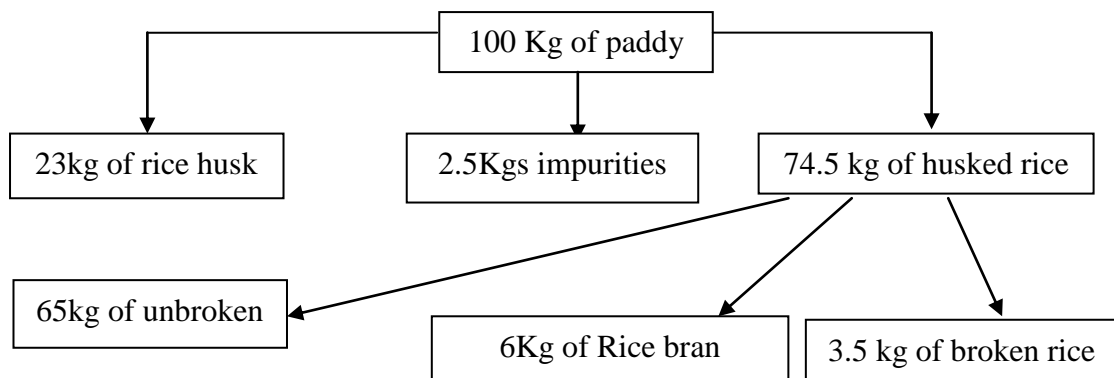 100 Kg of paddy
23kg of rice husk
2.5Kgs impurities
74.5 kg of husked rice
65kg of unbroken
6Kg of Rice bran
3.5 kg of broken rice